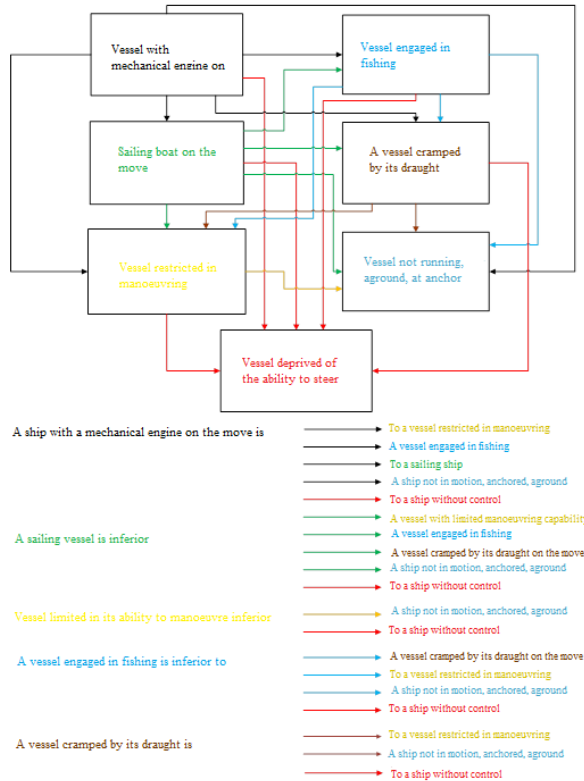 Vessel with
mechanical engine on
Vessel engaged in
fishing
Sailing boat on the
move
A vessel cramped
by its draught
Vessel restricted in
manoeuvring
Vessel not running,
aground, at anchor
Vessel deprived of
the ability to steer
A ship with a mechanical engine on the move is
To a vessel restricted in manoeuvring
A vessel engaged in fishing
To a sailing ship
A ship not in motion, anchored, aground
To a ship without control
A sailing vessel is inferior
A vessel with limited manoeuvring capability
A vessel engaged in fishing
A vessel cramped by its draught on the move
A ship not in motion, anchored, aground
To a ship without control
Vessel limited in its ability to manoeuvre inferior
A ship not in motion, anchored, aground
To a ship without control
A vessel engaged in fishing is inferior to
A vessel cramped by its draught on the move
To a vessel restricted in manoeuvring
A ship not in motion, anchored, aground
To a ship without control
A vessel cramped by its draught is
To a vessel restricted in manoeuvring
A ship not in motion, anchored, aground
To a ship without control